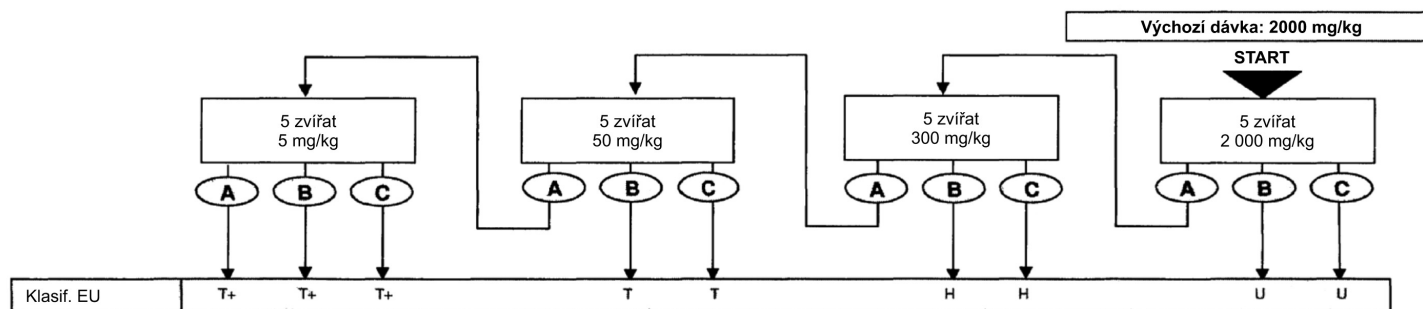 Výchozí dávka: 2000 mg/kg
START
5 zvířat
5 mg/kg
5 zvířat
50 mg/kg
5 zvířat
300 mg/kg
5 zvířat
2 000 mg/kg
A B C A B C A B C A B C
Klasif. EU T+ T+ T+ T T H H U U